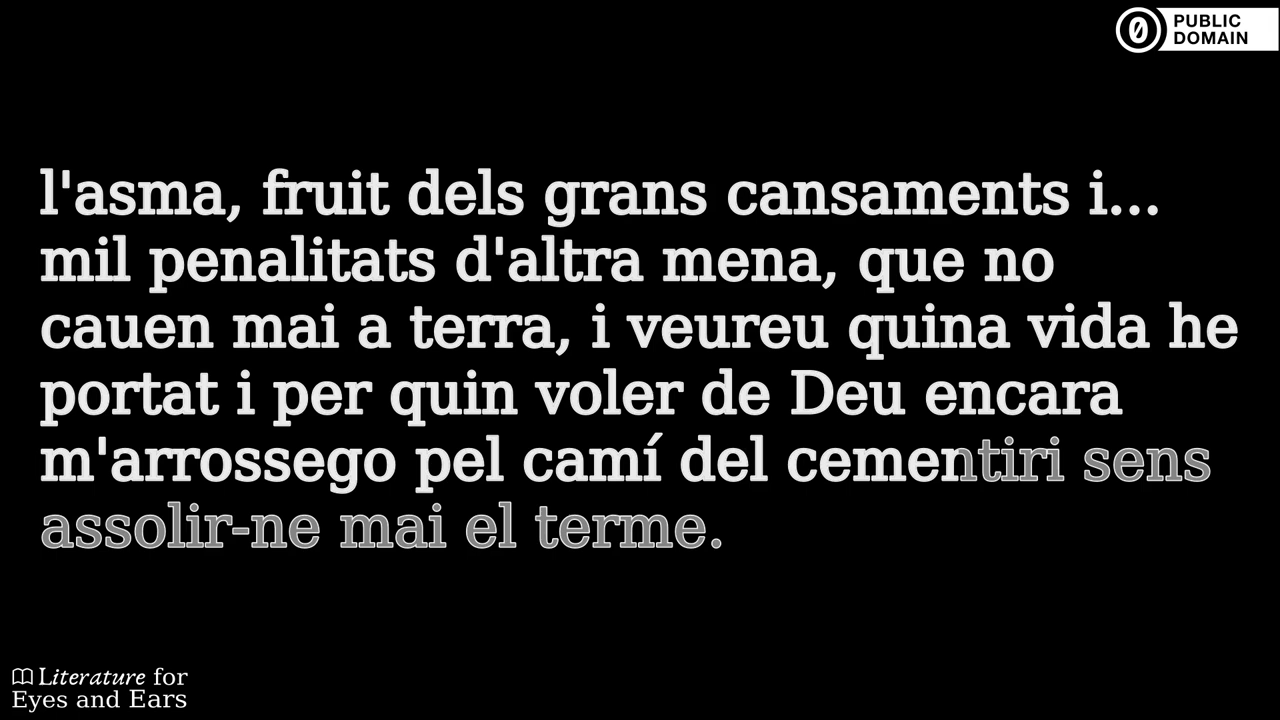 PUBLIC
DOMAIN
l'asma, fruit dels grans cansaments i...
mil penalitats d'altra mena, que no
cauen mai a terra, i veureu quina vida he
portat i per quin voler de Deu encara
m'arrossego pel camí del cementiri sens
assolir-ne mai el terme.
Literature for
Eyes and Ears